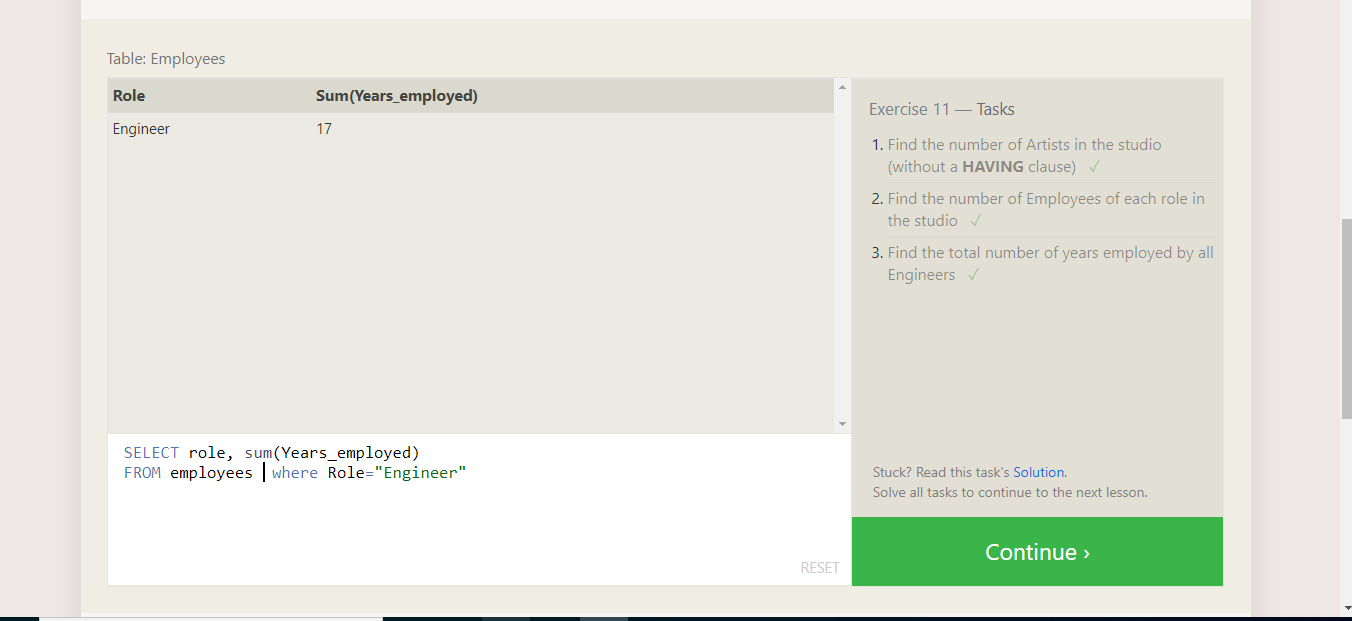 Table: Employees
Role Sum(Years_employed)
Engineer 17
SELECT role, sum(Years_employed)
FROM employees where Role="Engineer"
RESET
Exercise 11 — Tasks
1. Find the number of Artists in the studio
(without a HAVING clause) ✓
2. Find the number of Employees of each role in
the studio ✓
3. Find the total number of years employed by all
Engineers ✓
Stuck? Read this task's Solution.
Solve all tasks to continue to the next lesson.
Continue ›